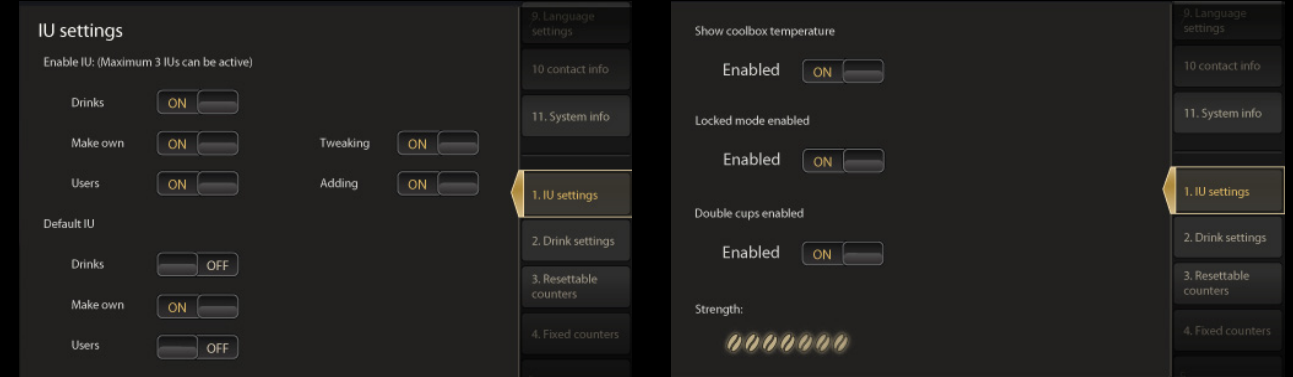 IU settings
Enable IU: (Maximum 3 IUs can be active)
Drinks ON
Make own ON Tweaking ON
Users ON Adding ON
Default IU
Drinks OFF
Make own ON
Users OFF
9. Language
settings
10 contact info
11. System info
1. IU settings
2. Drink settings
3. Resettable
counters
4. Fixed counters
Show coolbox temperature
Enabled ON
Locked mode enabled
Enabled ON
Double cups enabled
Enabled ON
Strength:
9. Language
settings
10 contact info
11. System info
1. IU settings
2. Drink settings
3. Resettable
counters
4. Fixed counters